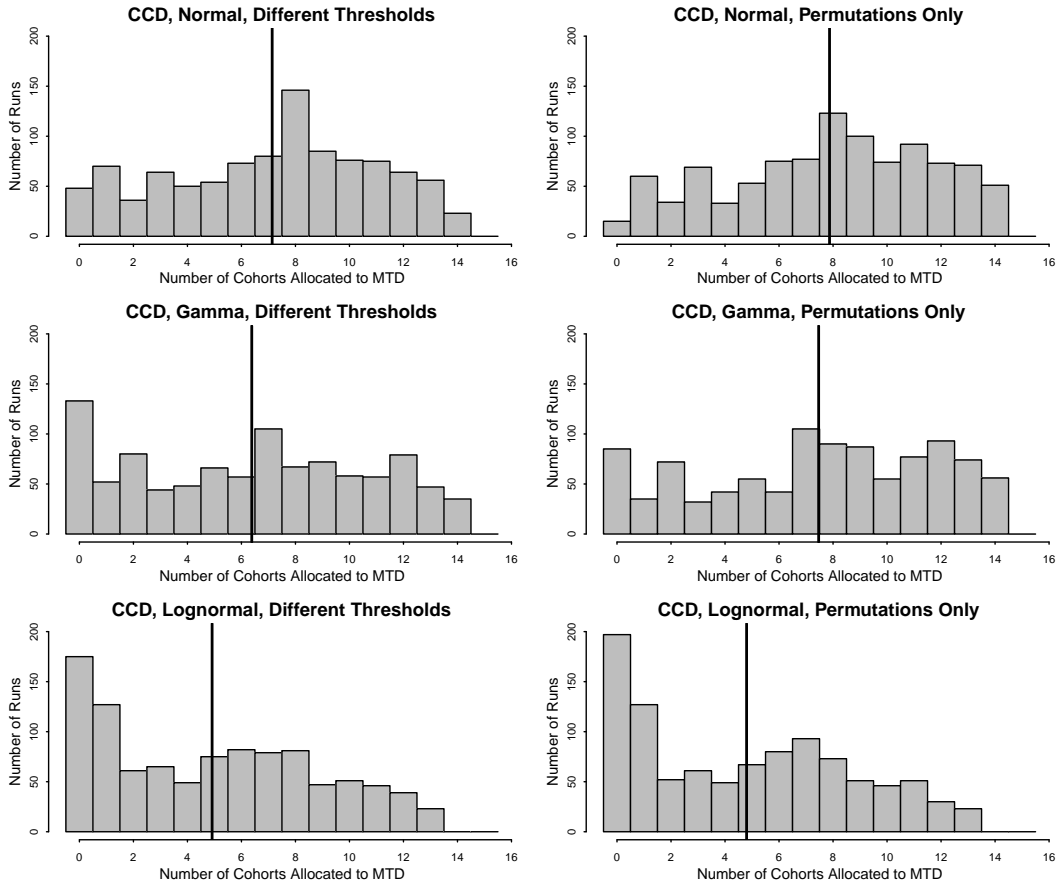 CCD, Normal, Different Thresholds
Number of Runs
0 50 100 150 200
0 2 4 6 8 10 12 14 16
Number of Cohorts Allocated to MTD
CCD, Normal, Permutations Only
Number of Runs
0 50 100 150 200
0 2 4 6 8 10 12 14 16
Number of Cohorts Allocated to MTD
CCD, Gamma, Different Thresholds
Number of Runs
0 50 100 150 200
0 2 4 6 8 10 12 14 16
Number of Cohorts Allocated to MTD
CCD, Gamma, Permutations Only
Number of Runs
0 50 100 150 200
0 2 4 6 8 10 12 14 16
Number of Cohorts Allocated to MTD
CCD, Lognormal, Different Thresholds
Number of Runs
0 50 100 150 200
0 2 4 6 8 10 12 14 16
Number of Cohorts Allocated to MTD
CCD, Lognormal, Permutations Only
Number of Runs
0 50 100 150 200
0 2 4 6 8 10 12 14 16
Number of Cohorts Allocated to MTD